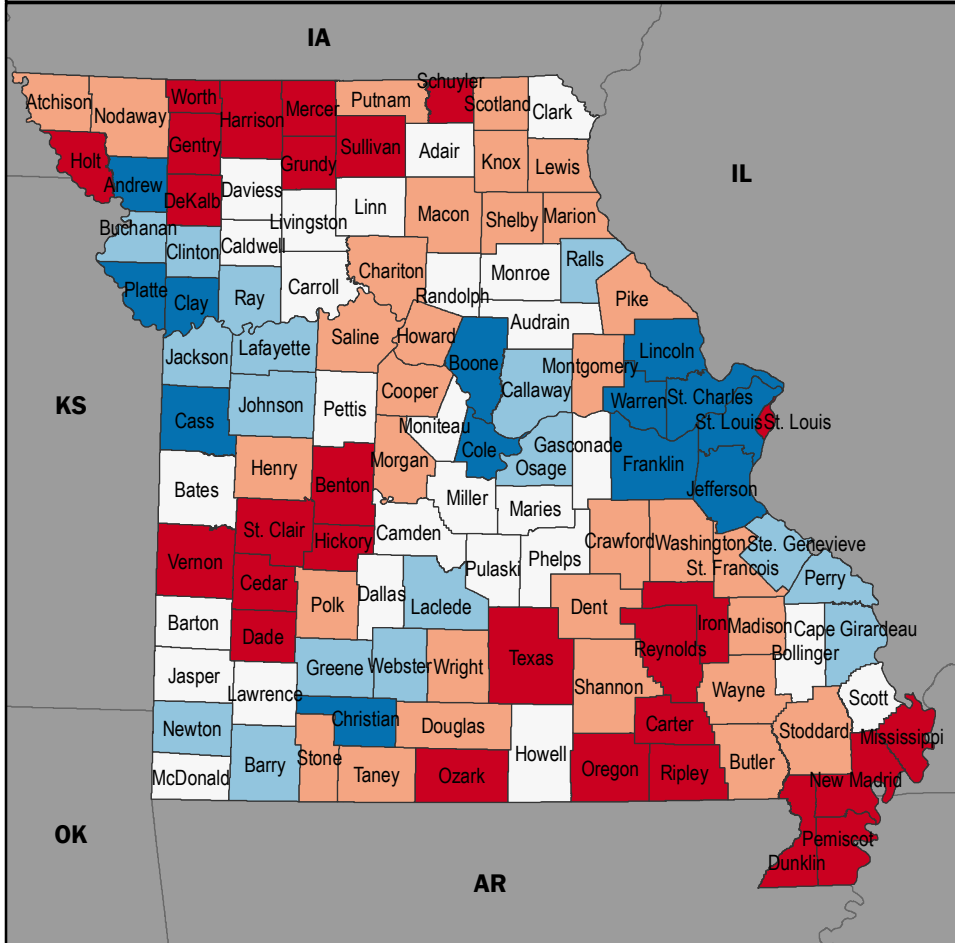 IA
Schuyler
Atchison
Nodaway
Worth
Harrison
Mercer
Putnam
Scotland
Clark
Gentry
Grundy
Sullivan
Adair
Knox
Lewis
IL
Holt
Andrew
DeKalb
Daviess
Livingston
Linn
Macon
Shelby
Marion
Buchanan
Clinton
Caldwell
Chariton
Monroe
Ralls
Platte
Clay
Ray
Carroll
Randolph
Pike
Audrain
Jackson
Lafayette
Saline
Howard
Boone
Callaway
Montgomery
Lincoln
KS
Cass
Johnson
Pettis
Cooper
Moniteau
Warren
St. Charles
St. Louis
St. Louis
Henry
Morgan
Cole
Gasconade
Osage
Franklin
Bates
Benton
Miller
Maries
Jefferson
St. Clair
Hickory
Camden
Crawford
Washington
Ste. Genevieve
Vernon
Pulaski
Phelps
St. Francois
Perry
Cedar
Polk
Dallas
Laclede
Dent
Barton
Dade
Iron
Madison
Cape Girardeau
Reynolds
Bollinger
Jasper
Lawrence
Greene
Webster
Wright
Texas
Shannon
Wayne
Scott
Newton
Christian
Douglas
Carter
Stoddard
Mississippi
McDonald
Barry
Stone
Taney
Ozark
Howell
Oregon
Ripley
Butler
New Madrid
OK
Pemiscot
Dunklin
AR